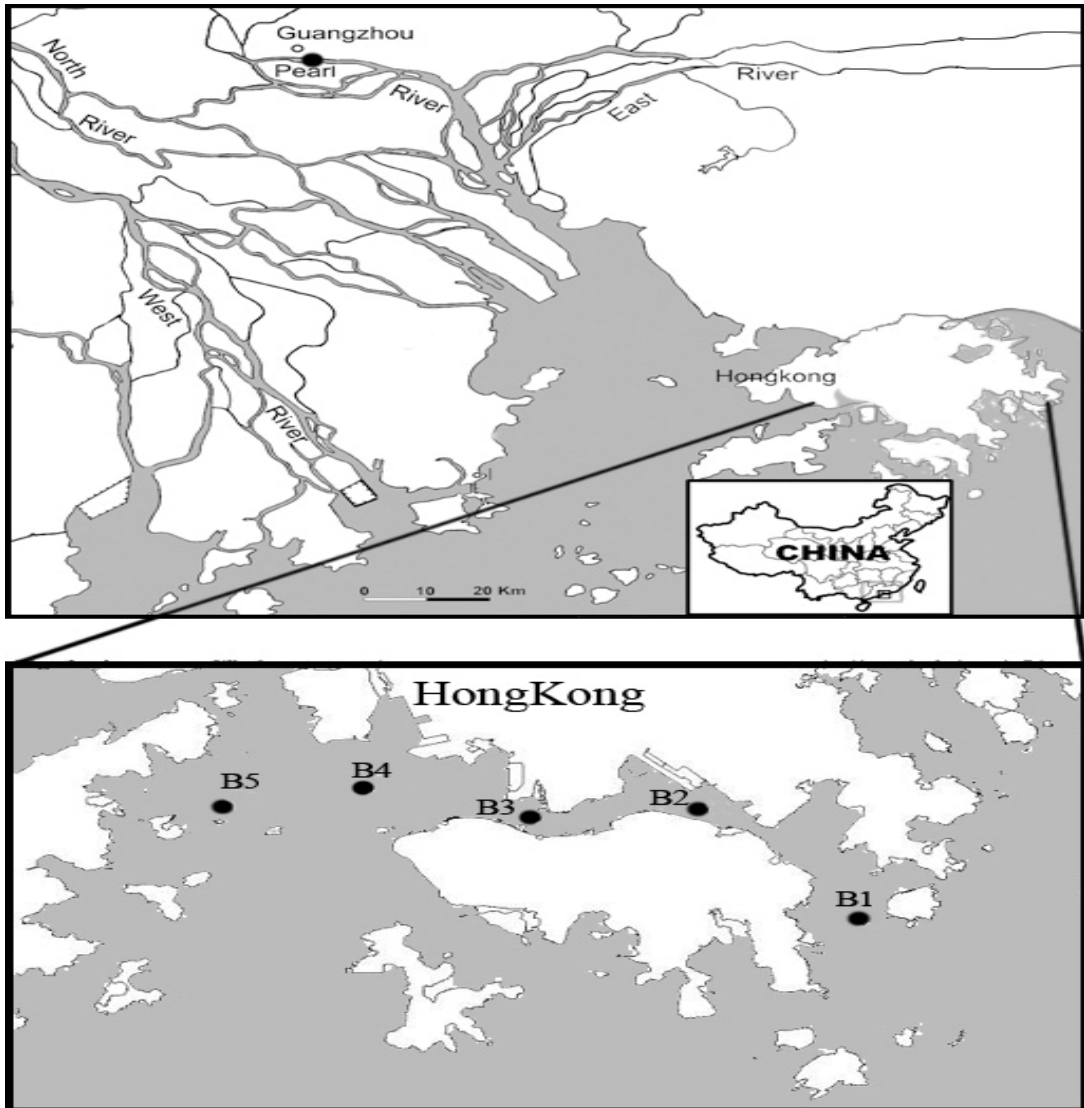 Guangzhou
North
Pearl
River
River
East
River
West
River
Hongkong
CHINA
0 10 20 Km
HongKong
B5
B4
B3
B2
B1